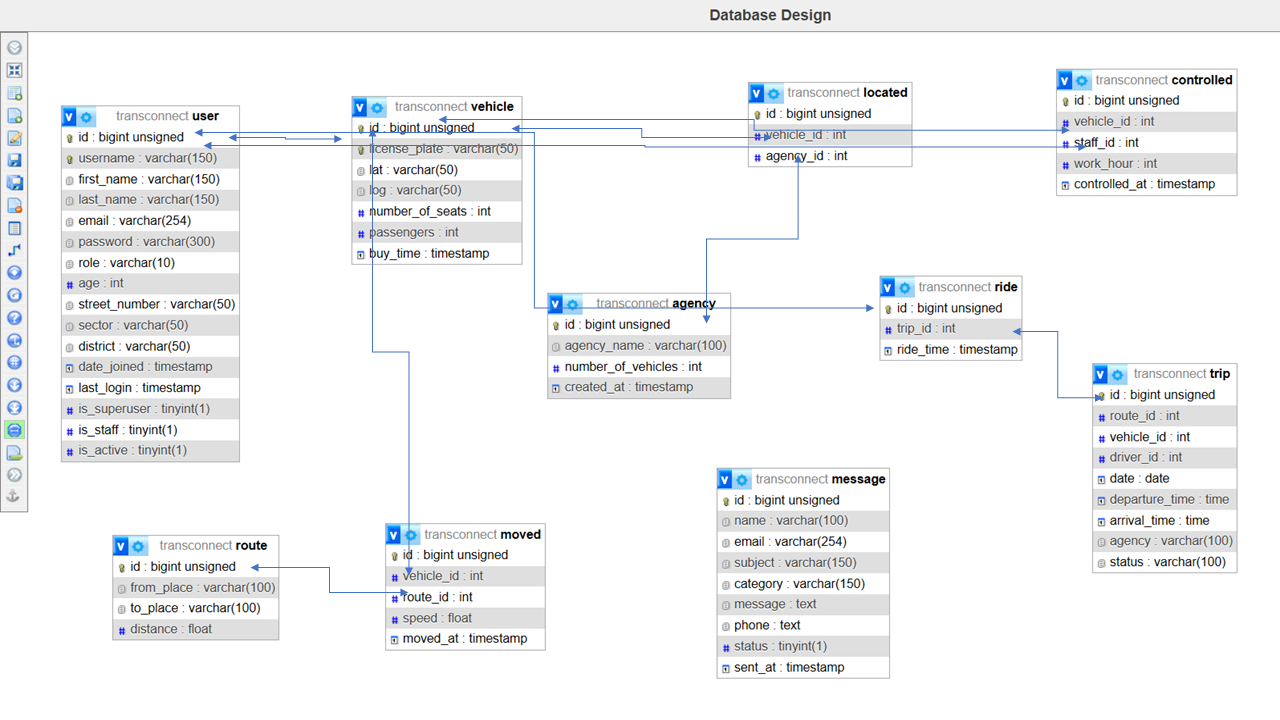 Database Design
transconnect user
id : bigint unsigned
username : varchar(150)
first_name : varchar(150)
last_name : varchar(150)
email : varchar(254)
password : varchar(300)
role : varchar(10)
age : int
street_number : varchar(50)
sector : varchar(50)
district : varchar(50)
date_joined : timestamp
last_login : timestamp
is_superuser : tinyint(1)
is_staff : tinyint(1)
is_active : tinyint(1)
transconnect vehicle
id : bigint unsigned
license_plate : varchar(50)
lat : varchar(50)
log : varchar(50)
number_of_seats : int
passengers : int
buy_time : timestamp
transconnect located
id : bigint unsigned
vehicle_id : int
agency_id : int
transconnect controlled
id : bigint unsigned
vehicle_id : int
staff_id : int
work_hour : int
controlled_at : timestamp
transconnect agency
id : bigint unsigned
agency_name : varchar(100)
number_of_vehicles : int
created_at : timestamp
transconnect ride
id : bigint unsigned
trip_id : int
ride_time : timestamp
transconnect trip
id : bigint unsigned
route_id : int
vehicle_id : int
driver_id : int
date : date
departure_time : time
arrival_time : time
agency : varchar(100)
status : varchar(100)
transconnect route
id : bigint unsigned
from_place : varchar(100)
to_place : varchar(100)
distance : float
transconnect moved
id : bigint unsigned
vehicle_id : int
route_id : int
speed : float
moved_at : timestamp
transconnect message
id : bigint unsigned
name : varchar(100)
email : varchar(254)
subject : varchar(150)
category : varchar(150)
message : text
phone : text
status : tinyint(1)
sent_at : timestamp